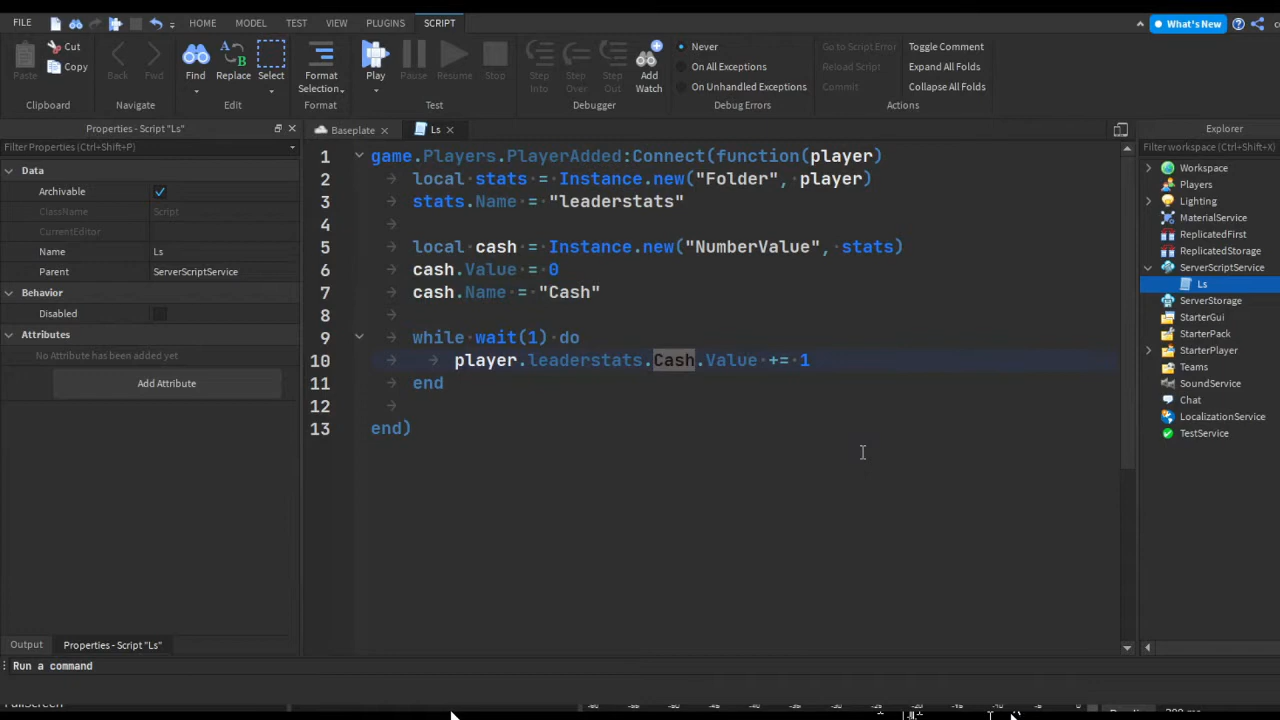 FILE HOME MODEL TEST VIEW PLUGINS SCRIPT What's New
Paste Cut Copy Back Fwd Find Replace Select Format Selection Play Pause Resume Stop Step Into Step Over Step Out Add Watch Never On All Exceptions On Unhandled Exceptions Go to Script Error Reload Script Commit Toggle Comment Expand All Folds Collapse All Folds
Clipboard Navigate Edit Format Test Debugger Debug Errors Actions
Properties - Script "Ls"
Filter Properties (Ctrl+Shift+P)
Data
Archivable
ClassName Script
CurrentEditor
Name Ls
Parent ServerScriptService
Behavior
Disabled
Attributes
No Attribute has been added yet
Add Attribute
Output Properties - Script "Ls"
Run a command
Baseplate Ls
1 game.Players.PlayerAdded:Connect(function(player)
2 local stats = Instance.new("Folder", player)
3 stats.Name = "leaderstats"
4
5 local cash = Instance.new("NumberValue", stats)
6 cash.Value = 0
7 cash.Name = "Cash"
8
9 while wait(1) do
10 player.leaderstats.Cash.Value += 1
11 end
12
13 end)
Explorer
Filter workspace (Ctrl+Shift+X)
Workspace
Players
Lighting
MaterialService
ReplicatedFirst
ReplicatedStorage
ServerScriptService
Ls
ServerStorage
StarterGui
StarterPack
StarterPlayer
Teams
SoundService
Chat
LocalizationService
TestService